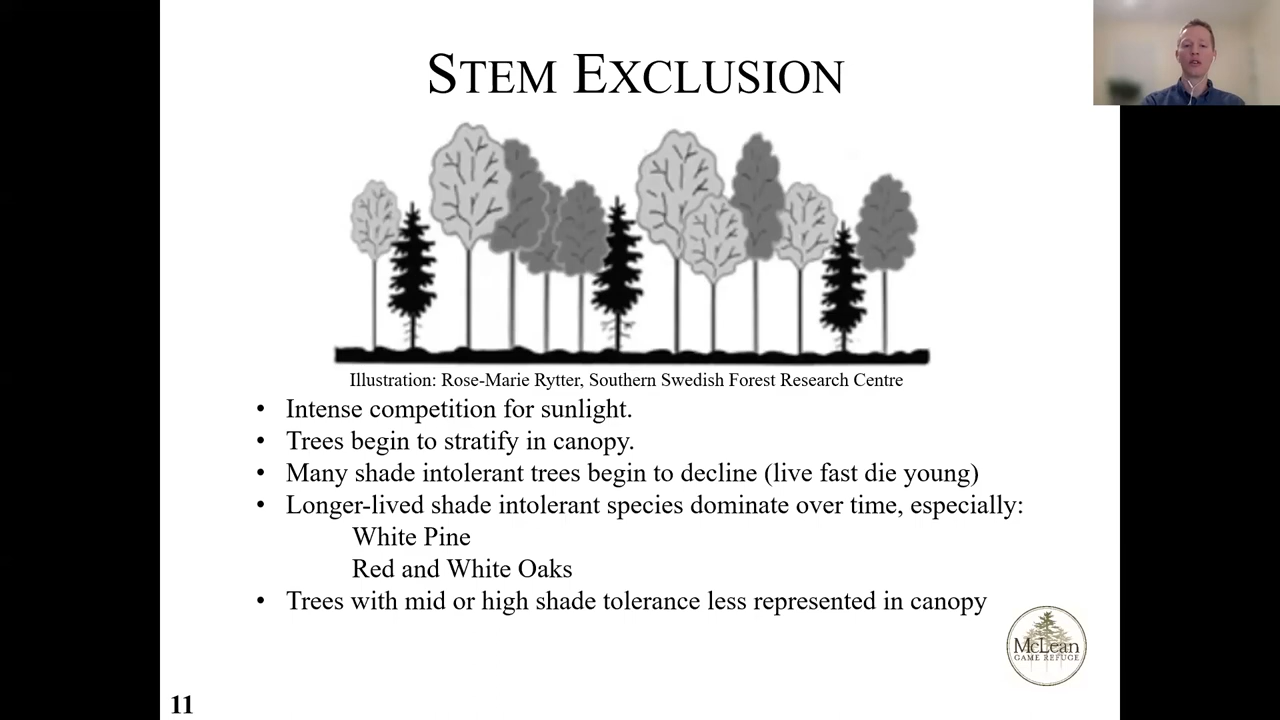 STEM EXCLUSION
Illustration: Rose-Marie Rytter, Southern Swedish Forest Research Centre
• Intense competition for sunlight.
• Trees begin to stratify in canopy.
• Many shade intolerant trees begin to decline (live fast die young)
• Longer-lived shade intolerant species dominate over time, especially:
White Pine
Red and White Oaks
• Trees with mid or high shade tolerance less represented in canopy
McLean
GAME REFUGE
11